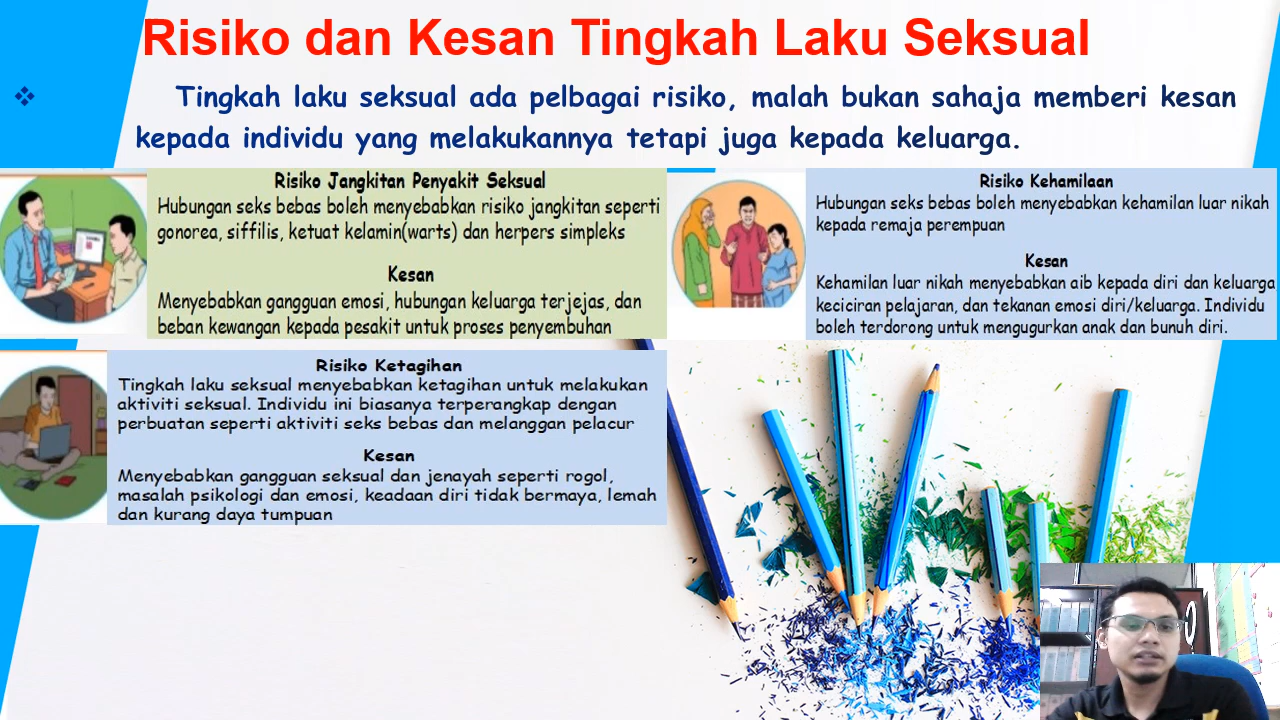 Risiko dan Kesan Tingkah Laku Seksual
Tingkah laku seksual ada pelbagai risiko, malah bukan sahaja memberi kesan
kepada individu yang melakukannya tetapi juga kepada keluarga.
Risiko Jangkitan Penyakit Seksual
Hubungan seks bebas boleh menyebabkan risiko jangkitan seperti
gonorea, siffilis, ketuat kelamin(warts) dan herpers simpleks
Kesan
Menyebabkan gangguan emosi, hubungan keluarga terjejas, dan
beban kewangan kepada pesakit untuk proses penyembuhan
Risiko Kehamilaan
Hubungan seks bebas boleh menyebabkan kehamilan luar nikah
kepada remaja perempuan
Kesan
Kehamilan luar nikah menyebabkan aib kepada diri dan keluarga
keciciran pelajaran, dan tekanan emosi diri/keluarga. Individu
boleh terdorong untuk mengugurkan anak dan bunuh diri.
Risiko Ketagihan
Tingkah laku seksual menyebabkan ketagihan untuk melakukan
aktiviti seksual. Individu ini biasanya terperangkap dengan
perbuatan seperti aktiviti seks bebas dan melanggan pelacur
Kesan
Menyebabkan gangguan seksual dan jenayah seperti rogol,
masalah psikologi dan emosi, keadaan diri tidak bermaya, lemah
dan kurang daya tumpuan